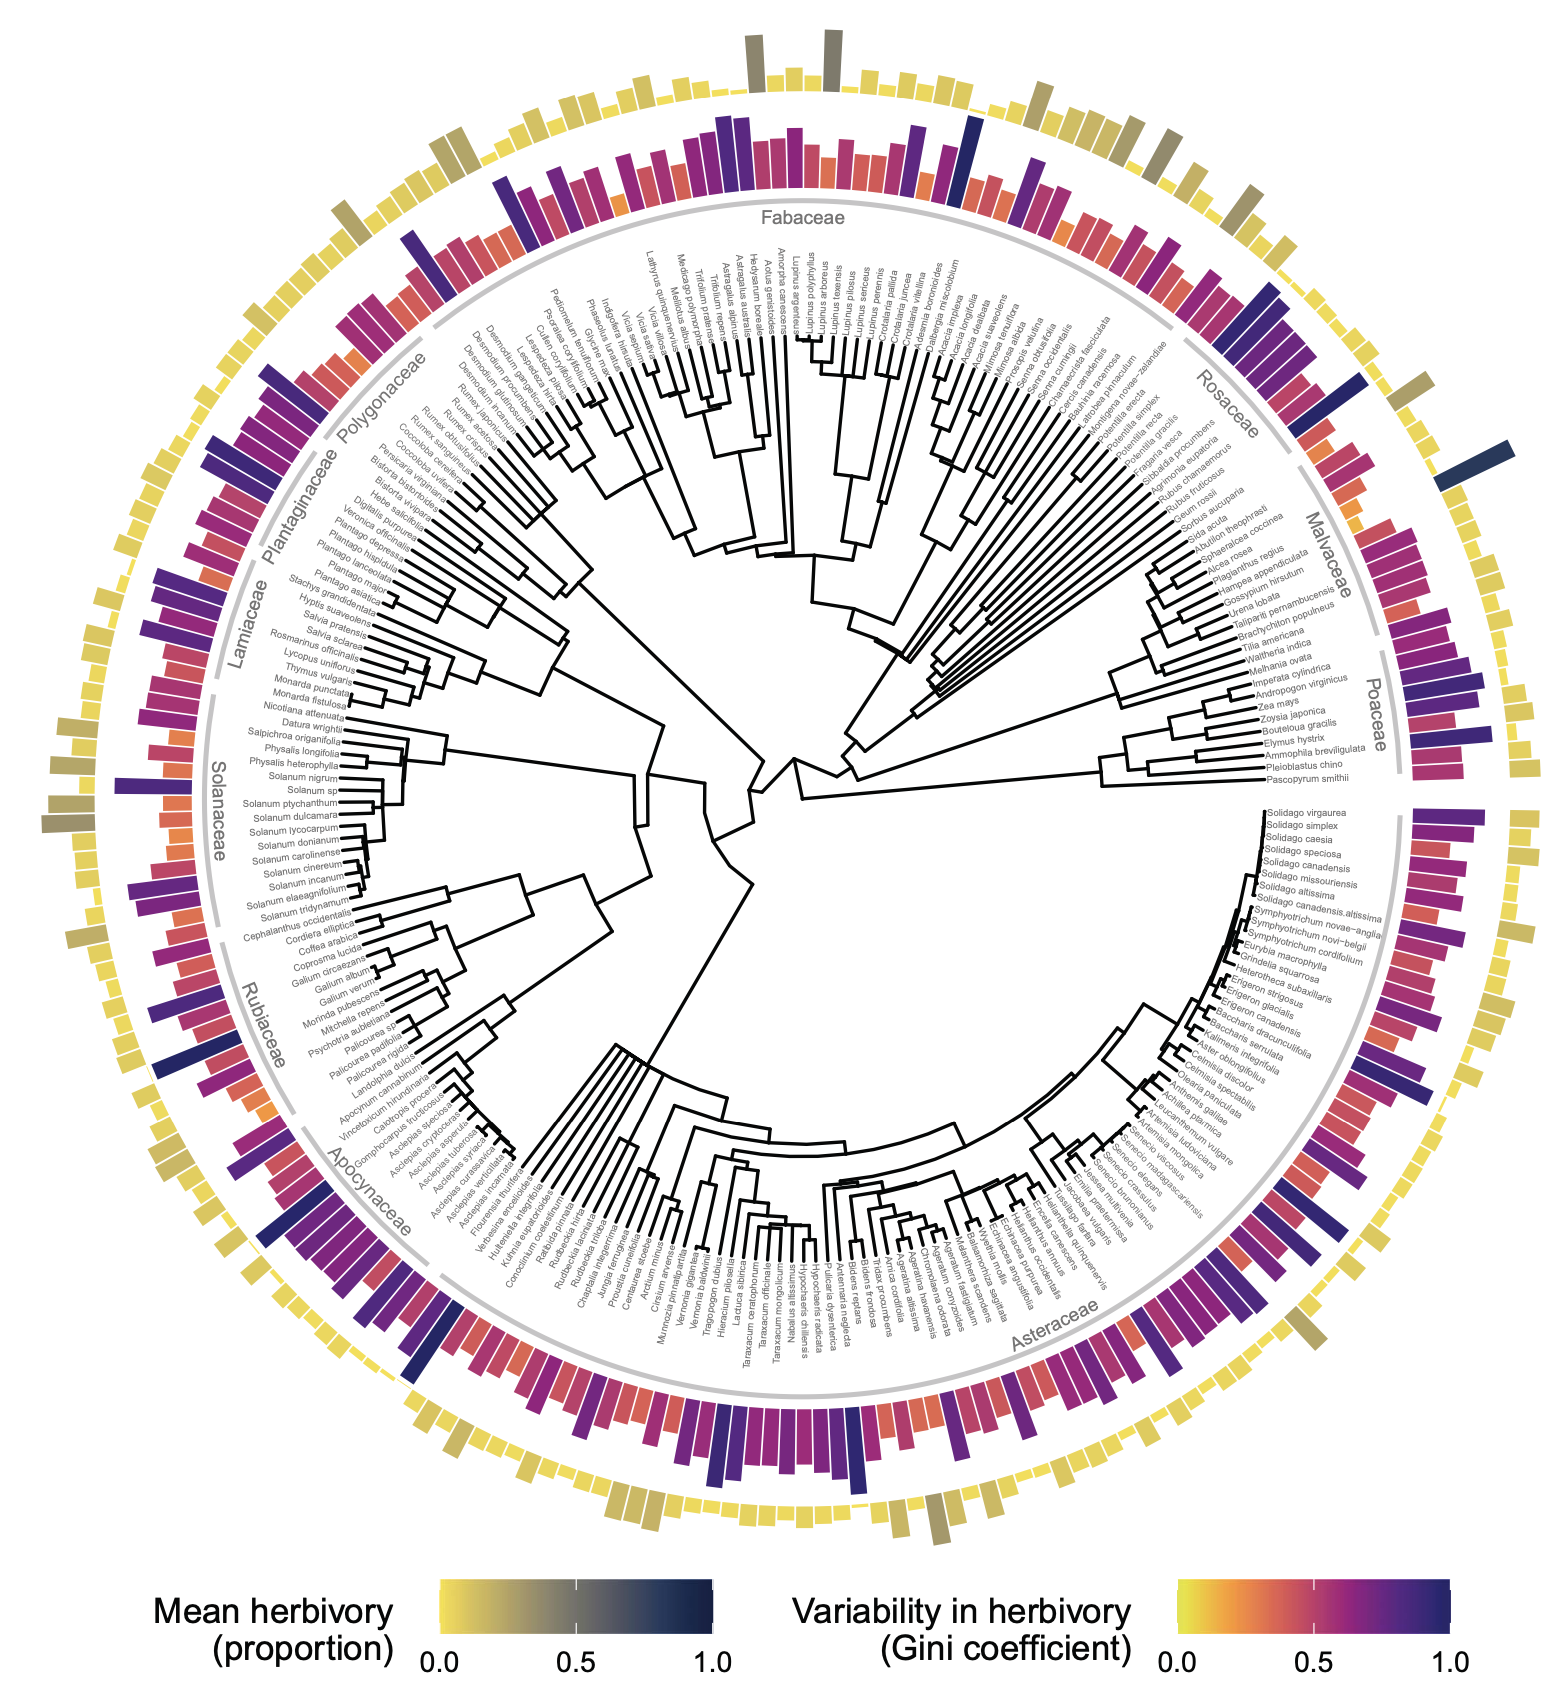 Fabaceae
Rosaceae
Malvaceae
Poaceae
Asteraceae
Apocynaceae
Rubiaceae
Solanaceae
Lamiaceae
Plantaginaceae
Polygonaceae
Lupinus polyphyllus
Lupinus arboreus
Lupinus texensis
Lupinus pilosus
Lupinus sericeus
Lupinus perennis
Crotalaria pallida
Crotalaria juncea
Crotalaria vitellina
Adesmia boronioides
Dalbergia miscolobium
Acacia implexa
Acacia longifolia
Acacia dealbata
Acacia suaveolens
Mimosa tenuiflora
Mimosa albida
Prosopis velutina
Senna obtusifolia
Senna occidentalis
Senna cumingii
Chamaecrista fasciculata
Cercis canadensis
Bauhinia racemosa
Latrobea pinnaculum
Montigena novae-zelandiae
Potentilla erecta
Potentilla simplex
Potentilla recta
Potentilla gracilis
Fragaria vesca
Sibbaldia procumbens
Agrimonia eupatoria
Rubus chamaemorus
Rubus fruticosus
Geum rossii
Sorbus aucuparia
Sida acuta
Abutilon theophrasti
Sphaeralcea coccinea
Alcea rosea
Plagianthus regius
Hampea appendiculata
Gossypium hirsutum
Urena lobata
Talipariti pernambucensis
Brachychiton populneus
Tilia americana
Waltheria indica
Melhania ovata
Imperata cylindrica
Andropogon virginicus
Zea mays
Zoysia japonica
Bouteloua gracilis
Elymus hystrix
Ammophila breviligulata
Pleioblastus chino
Pascopyrum smithii
Solidago virgaurea
Solidago simplex
Solidago caesia
Solidago speciosa
Solidago canadensis
Solidago missouriensis
Solidago altissima
Solidago canadensis.altissima
Symphyotrichum novae-anglia
Symphyotrichum novi-belgii
Symphyotrichum cordifolium
Eurybia macrophylla
Grindelia squarrosa
Heterotheca subaxillaris
Erigeron strigosus
Erigeron glacialis
Erigeron canadensis
Baccharis dracunculifolia
Baccharis serrulata
Kalimeris integrifolia
Aster oblongifolius
Celmisia discolor
Celmisia spectabilis
Olearia paniculata
Anthemis galilae
Achillea ptarmica
Leucanthemum vulgare
Artemisia ludoviciana
Artemisia mongolica
Senecio viscosus
Senecio madagascariensis
Senecio elegans
Senecio crassus
Senecio brunonianus
Jessea multivenia
Emilia praetermissa
Jacobaea vulgaris
Tussilago farfara
Helianthella quinquenervis
Encelia canescens
Helianthus annuus
Helianthus occidentalis
Echinacea purpurea
Echinacea angustifolia
Wyethia mollis
Balsamorhiza sagittata
Melanthera scandens
Ageratum fastigiatum
Ageratum conyzoides
Chromolaena odorata
Ageratina havanensis
Ageratina altissima
Arnica cordifolia
Tridax procumbens
Bidens frondosa
Bidens reptans
Antennaria neglecta
Pulicaria dysenterica
Hypochaeris radicata
Hypochaeris chillensis
Nabalus altissimus
Taraxacum mongolicum
Taraxacum officinale
Taraxacum ceratophorum
Lactuca sibirica
Hieracium pilosella
Tragopogon dubius
Vernonia baldwinii
Vernonia gigantea
Munnozia pinnatipartita
Cirsium arvense
Arctium minus
Centaurea stoebe
Proustia cuneifolia
Jungia ferruginea
Chaptalia integerrima
Rudbeckia triloba
Rudbeckia laciniata
Rudbeckia hirta
Ratibida pinnata
Conoclinium coelestinum
Kuhnia eupatorioides
Hulteniella integrifolia
Verbesina encelioides
Flourensia thurifera
Asclepias incarnata
Asclepias verticillata
Asclepias curassavica
Asclepias syriaca
Asclepias tuberosa
Asclepias asperula
Asclepias cryptoceras
Asclepias speciosa
Gomphocarpus fruticosus
Calotropis procera
Vincetoxicum hirundinaria
Apocynum cannabinum
Landolphia dulcis
Palicourea rigida
Palicourea padifolia
Palicourea sp
Psychotria aubletiana
Mitchella repens
Morinda pubescens
Galium verum
Galium album
Galium circaezans
Coprosma lucida
Coffea arabica
Cordiera elliptica
Cephalanthus occidentalis
Solanum tridynamum
Solanum elaeagnifolium
Solanum incanum
Solanum cinereum
Solanum carolinense
Solanum donianum
Solanum lycocarpum
Solanum dulcamara
Solanum ptychanthum
Solanum sp
Solanum nigrum
Physalis heterophylla
Physalis longifolia
Salpichroa origanifolia
Datura wrightii
Nicotiana attenuata
Monarda fistulosa
Monarda punctata
Thymus vulgaris
Lycopus uniflorus
Rosmarinus officinalis
Salvia sclarea
Salvia pratensis
Hyptis suaveolens
Stachys grandidentata
Plantago asiatica
Plantago major
Plantago lanceolata
Plantago hispidula
Plantago depressa
Veronica officinalis
Digitalis purpurea
Hebe salicifolia
Bistorta vivipara
Bistorta bistortoides
Persicaria virginiana
Coccoloba uvifera
Coccoloba cereifera
Rumex sanguineus
Rumex obtusifolius
Rumex crispus
Rumex acetosa
Rumex japonicus
Desmodium incanum
Desmodium glutinosum
Desmodium procumbens
Desmodium gangeticum
Lespedeza hirta
Lespedeza pilosa
Cullen corylifolium
Psoralea corylifolium
Pediomelum tenuiflorum
Glycine max
Phaseolus lunatus
Indigofera hirsutus
Vicia sepium
Vicia sativa
Vicia villosa
Lathyrus quinquenervius
Melilotus albus
Medicago polymorpha
Trifolium pratense
Trifolium repens
Astragalus alpinus
Astragalus australis
Hedysarum boreale
Aotus genistoides
Amorpha canescens
Lupinus argenteus
Mean herbivory
(proportion)
0.0 0.5 1.0
Variability in herbivory
(Gini coefficient)
0.0 0.5 1.0